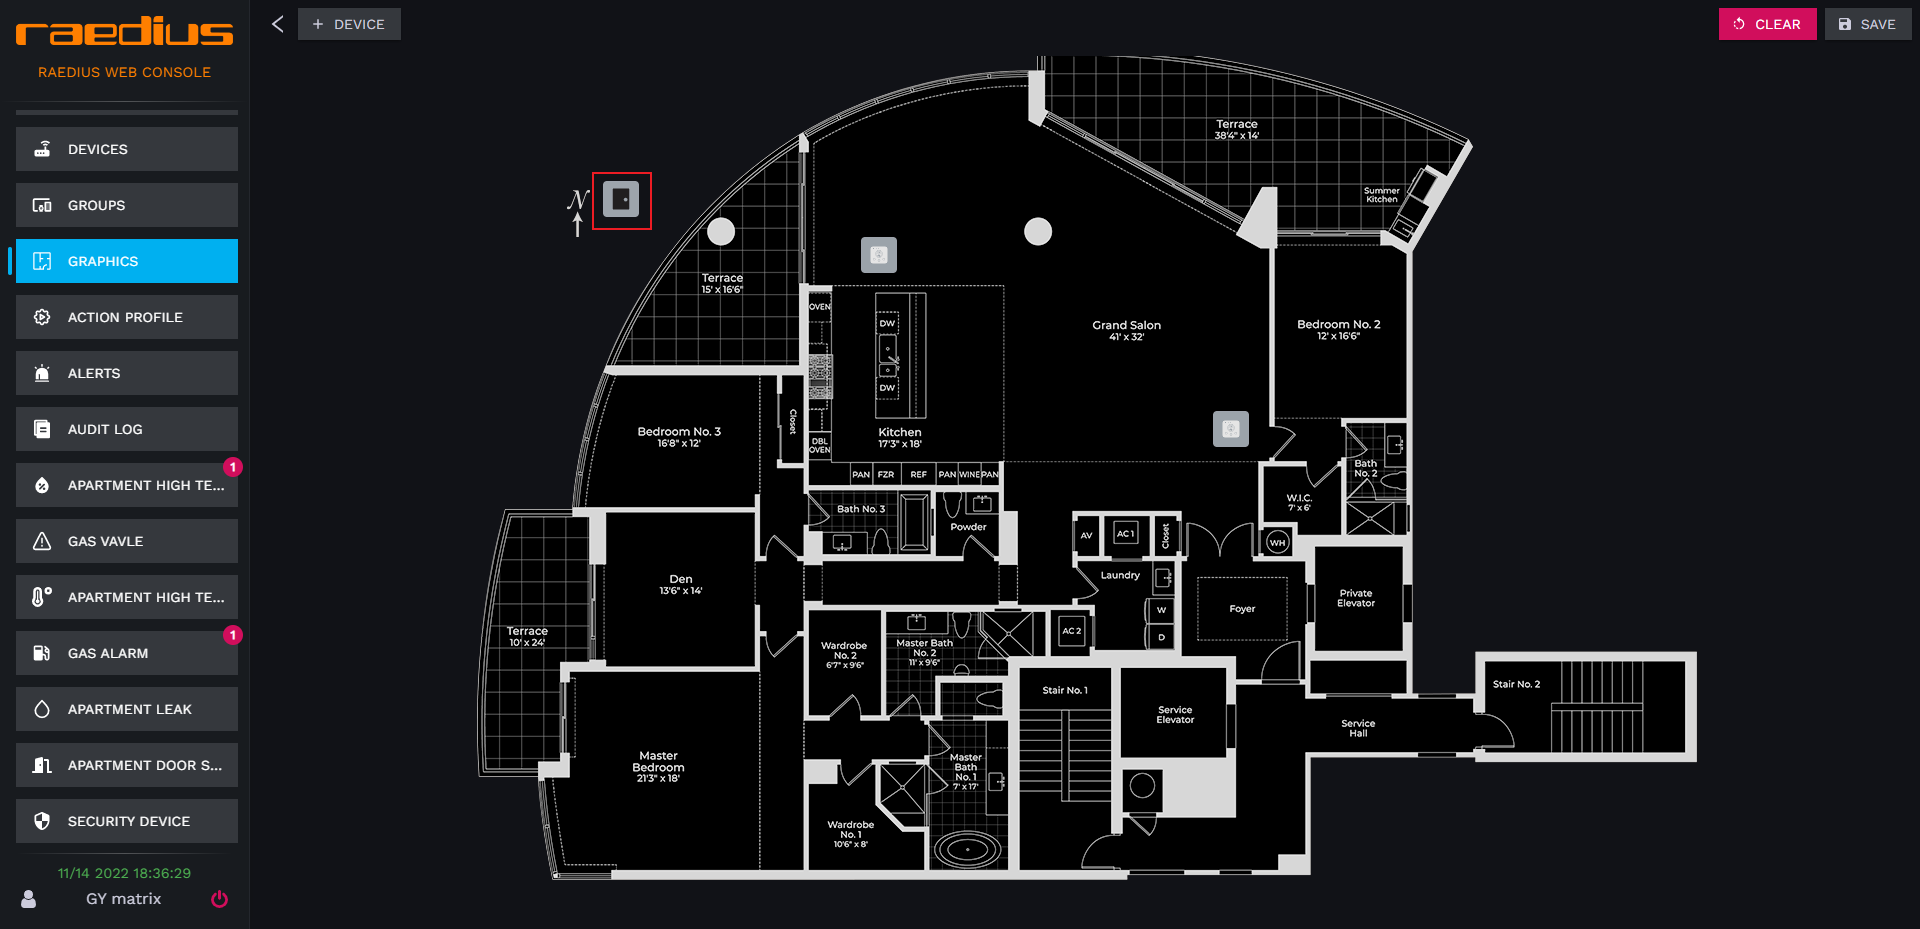 raedius
RAEDIUS WEB CONSOLE
DEVICES
GROUPS
GRAPHICS
ACTION PROFILE
ALERTS
AUDIT LOG
APARTMENT HIGH TE...
1
GAS VAVLE
APARTMENT HIGH TE...
GAS ALARM
1
APARTMENT LEAK
APARTMENT DOOR S...
SECURITY DEVICE
11/14 2022 18:36:29
GY matrix
+ DEVICE
CLEAR
SAVE
N
Terrace
38'4" x 14'
Summer
Kitchen
Terrace
15' x 16'6"
OVEN
DW
DW
Grand Salon
41' x 32'
Bedroom No. 2
12' x 16'6"
Closet
Bedroom No. 3
16'8" x 12'
Kitchen
17'3" x 18'
DBL
OVEN
PAN
FZR
REF
PAN
WINE
PAN
Bath
No. 2
W.I.C.
7' x 6'
Bath No. 3
Powder
AV
AC 1
Closet
WH
Den
13'6" x 14'
Laundry
W
D
Foyer
Private
Elevator
Terrace
10' x 24'
Wardrobe
No. 2
6'7" x 9'6"
Master Bath
No. 2
11' x 9'6"
AC 2
Stair No. 1
Service
Elevator
Stair No. 2
Service
Hall
Master
Bedroom
21'3" x 18'
Master
Bath
No. 1
7' x 17'
Wardrobe
No. 1
10'6" x 8'